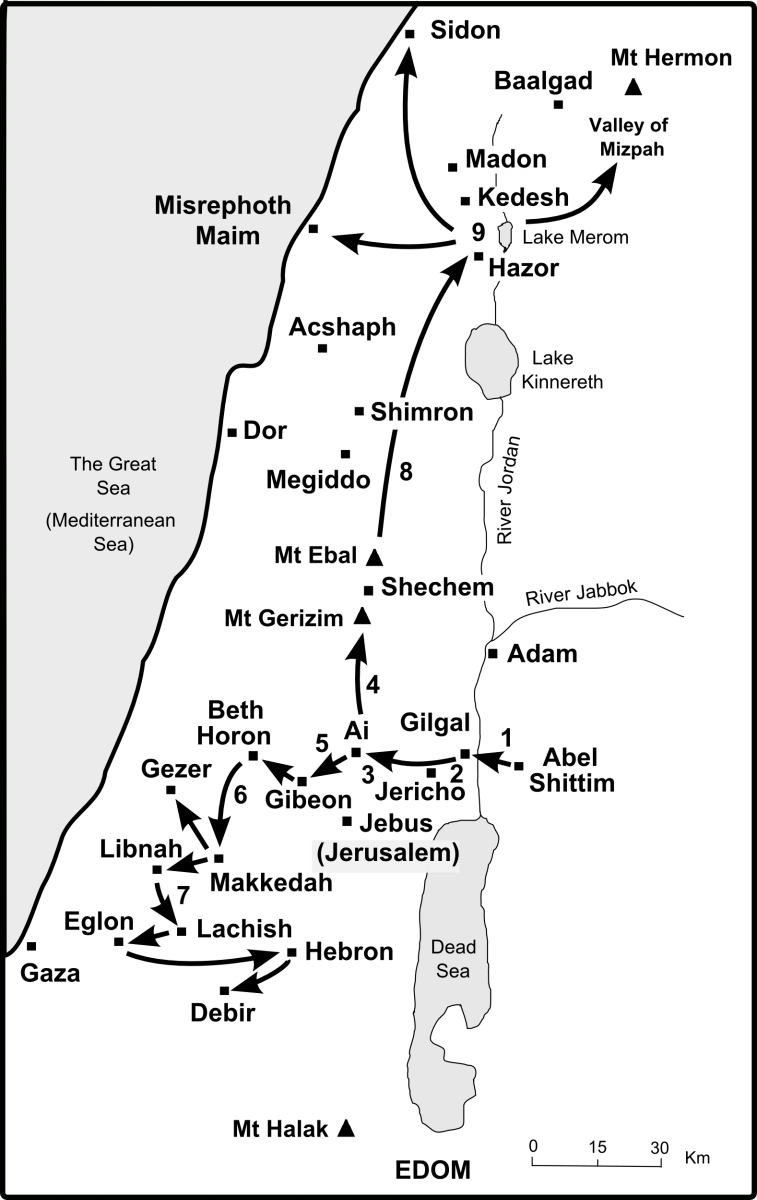 Sidon
Mt Hermon
Baalgad
Valley of
Mizpah
Madon
Kedesh
Misrephoth
Maim
9
Lake Merom
Hazor
Acshaph
Lake
Kinnereth
Shimron
Dor
The Great
Sea
(Mediterranean
Sea)
Megiddo
8
River Jordan
Mt Ebal
Shechem
River Jabbok
Mt Gerizim
Adam
4
Beth
Horon
Ai
Gilgal
1
Abel
Shittim
5
3
2
Gezer
6
Gibeon
Jericho
Jebus
(Jerusalem)
Libnah
Makkedah
7
Eglon
Lachish
Hebron
Dead
Sea
Gaza
Debir
Mt Halak
EDOM
0 15 30
Km